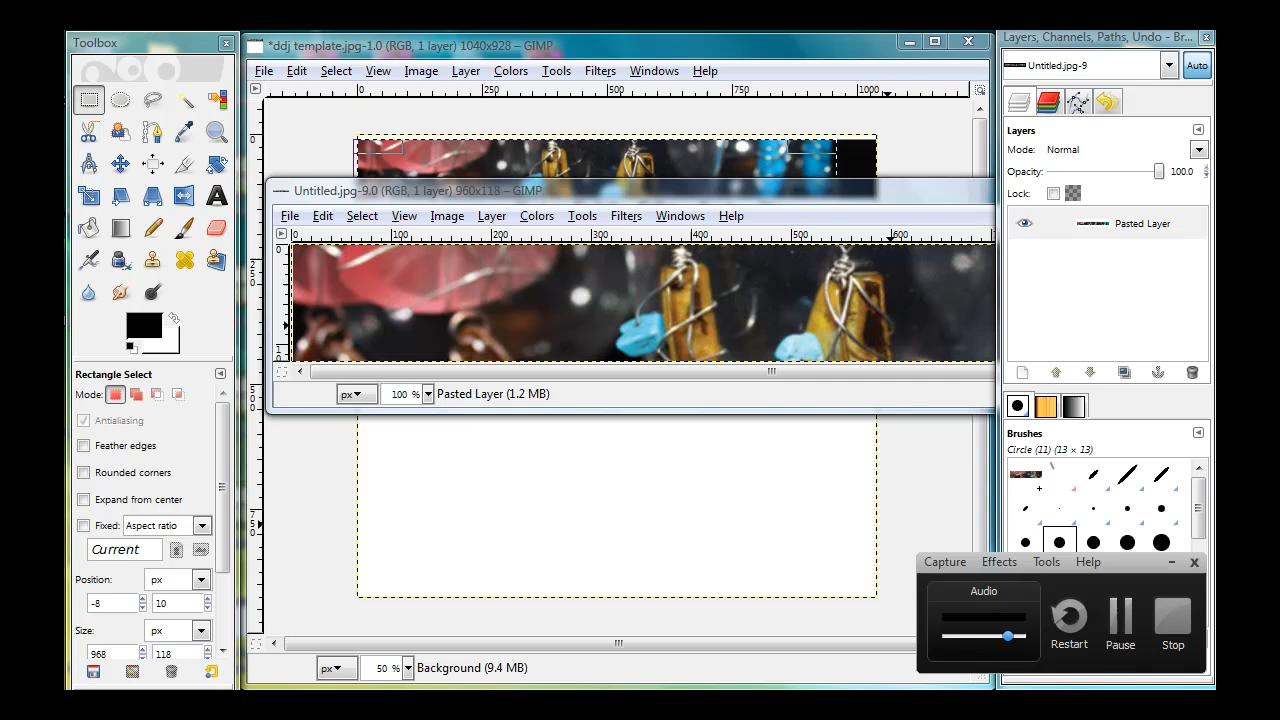 Toolbox
Rectangle Select
Mode:
Antialiasing
Feather edges
Rounded corners
Expand from center
Fixed: Aspect ratio
Current
Position: px
-8 10
Size: px
968 118
*ddj template.jpg-1.0 (RGB, 1 layer) 1040x928 – GIMP
File Edit Select View Image Layer Colors Tools Filters Windows Help
0 250 500 750 1000
0
250
500
750
Untitled.jpg-9.0 (RGB, 1 layer) 960x118 – GIMP
File Edit Select View Image Layer Colors Tools Filters Windows Help
0 100 200 300 400 500 600
0
px 100 % Pasted Layer (1.2 MB)
px 50 % Background (9.4 MB)
Layers, Channels, Paths, Undo - Br...
Untitled.jpg-9 Auto
Layers
Mode: Normal
Opacity: 100.0
Lock:
Pasted Layer
Brushes
Circle (11) (13 × 13)
Capture Effects Tools Help
Audio
Restart Pause Stop